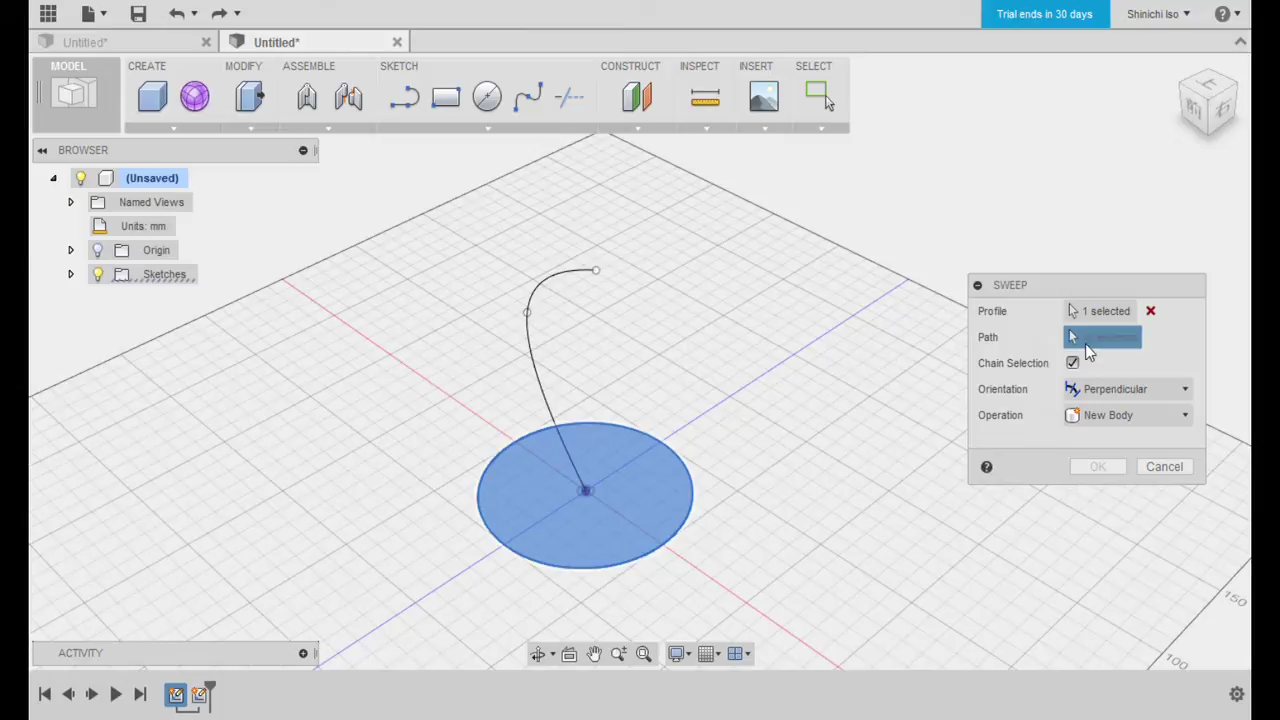 Trial ends in 30 days
Shinichi Iso
Untitled*
Untitled*
MODEL
CREATE
MODIFY
ASSEMBLE
SKETCH
CONSTRUCT
INSPECT
INSERT
SELECT
BROWSER
(Unsaved)
Named Views
Units: mm
Origin
Sketches
SWEEP
Profile
1 selected
Path
Chain Selection
Orientation
Perpendicular
Operation
New Body
OK
Cancel
150
100
ACTIVITY